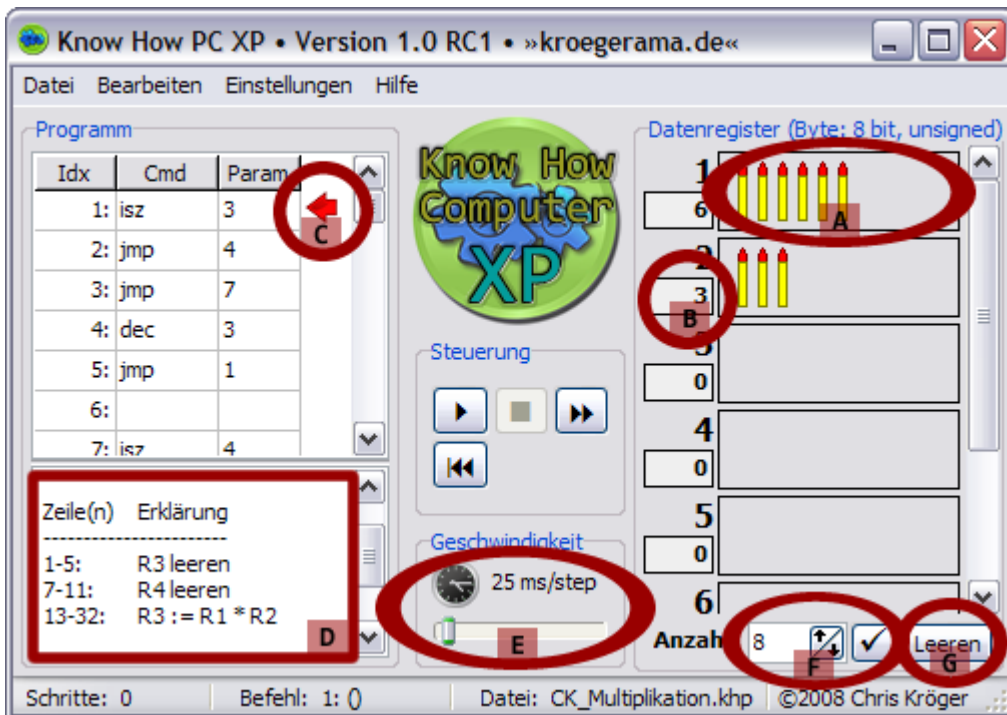 Know How PC XP • Version 1.0 RC1 • »kroegerama.de«
Datei Bearbeiten Einstellungen Hilfe
Programm
Idx Cmd Param
1: isz 3
2: jmp 4
3: jmp 7
4: dec 3
5: jmp 1
6:
7: isz 4
C
Zeile(n) Erklärung
-----------------------
1-5: R3 leeren
7-11: R4 leeren
13-32: R3 := R1 * R2
D
Know How
Computer
XP
Steuerung
Geschwindigkeit
25 ms/step
E
Datenregister (Byte: 8 bit, unsigned)
1
6
A
2
3
B
3
0
4
0
5
0
6
Anzahl 8 Leeren
F G
Schritte: 0 Befehl: 1: () Datei: CK_Multiplikation.khp ©2008 Chris Kröger